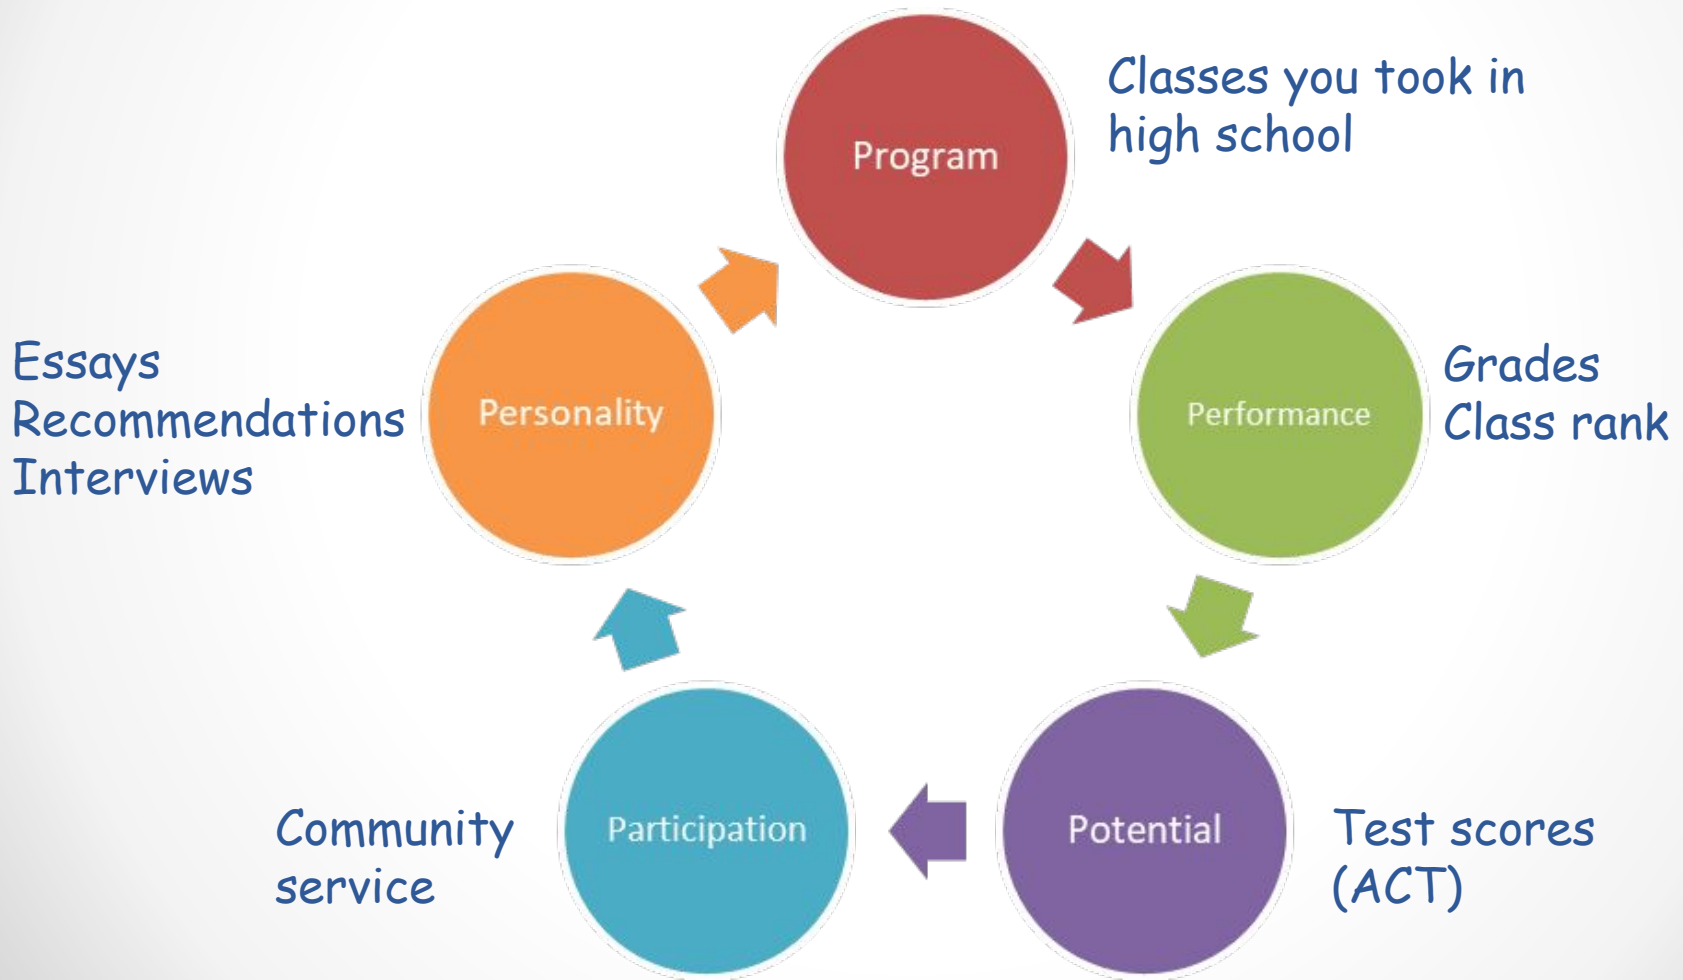 Program
Classes you took in
high school
Performance
Grades
Class rank
Potential
Test scores
(ACT)
Participation
Community
service
Personality
Essays
Recommendations
Interviews